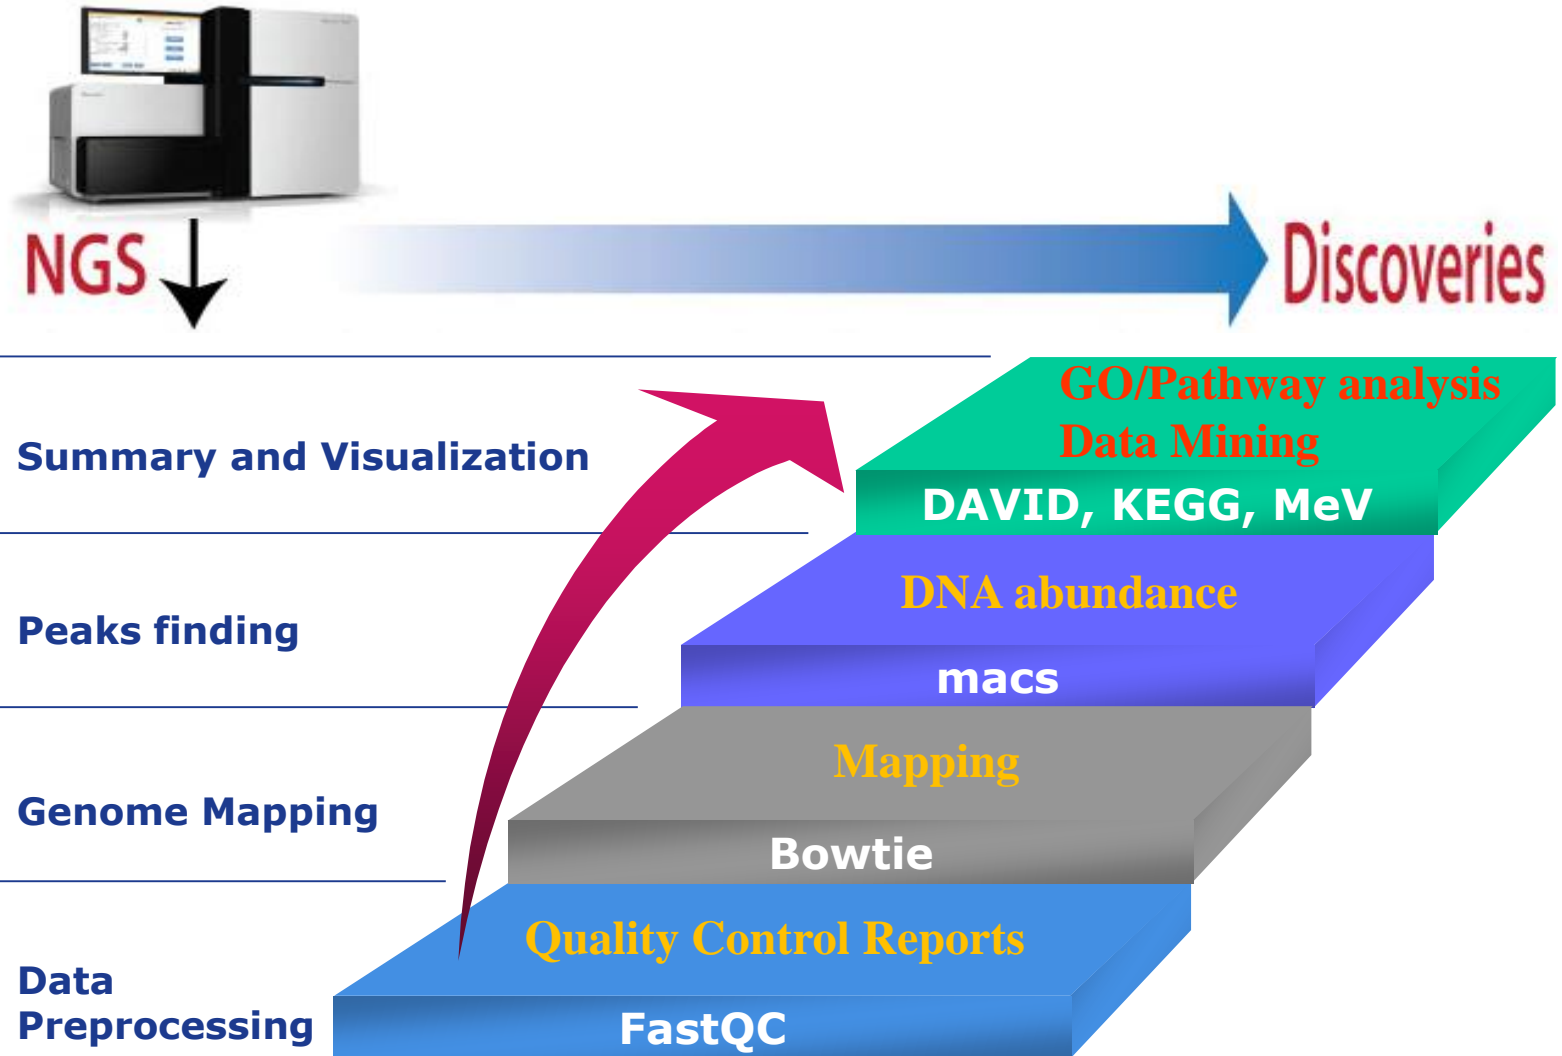 NGS
Discoveries
Summary and Visualization
GO/Pathway analysis
Data Mining
DAVID, KEGG, MeV
Peaks finding
DNA abundance
macs
Genome Mapping
Mapping
Bowtie
Data
Preprocessing
Quality Control Reports
FastQC